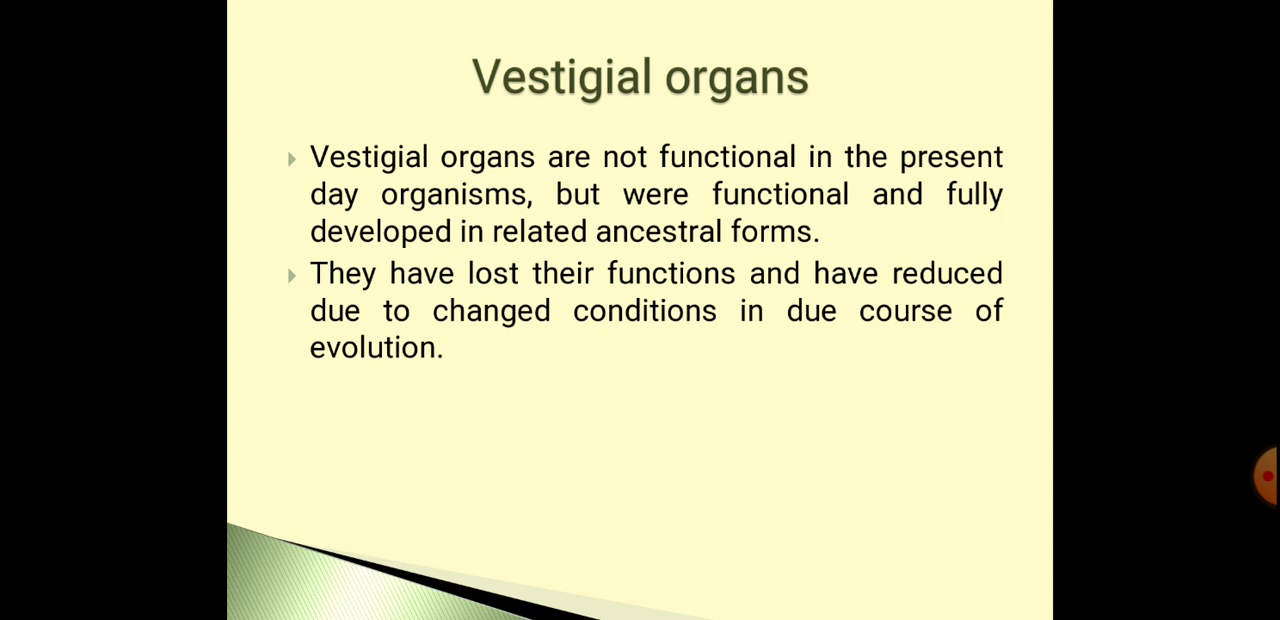 Vestigial organs
Vestigial organs are not functional in the present
day organisms, but were functional and fully
developed in related ancestral forms.
They have lost their functions and have reduced
due to changed conditions in due course of
evolution.